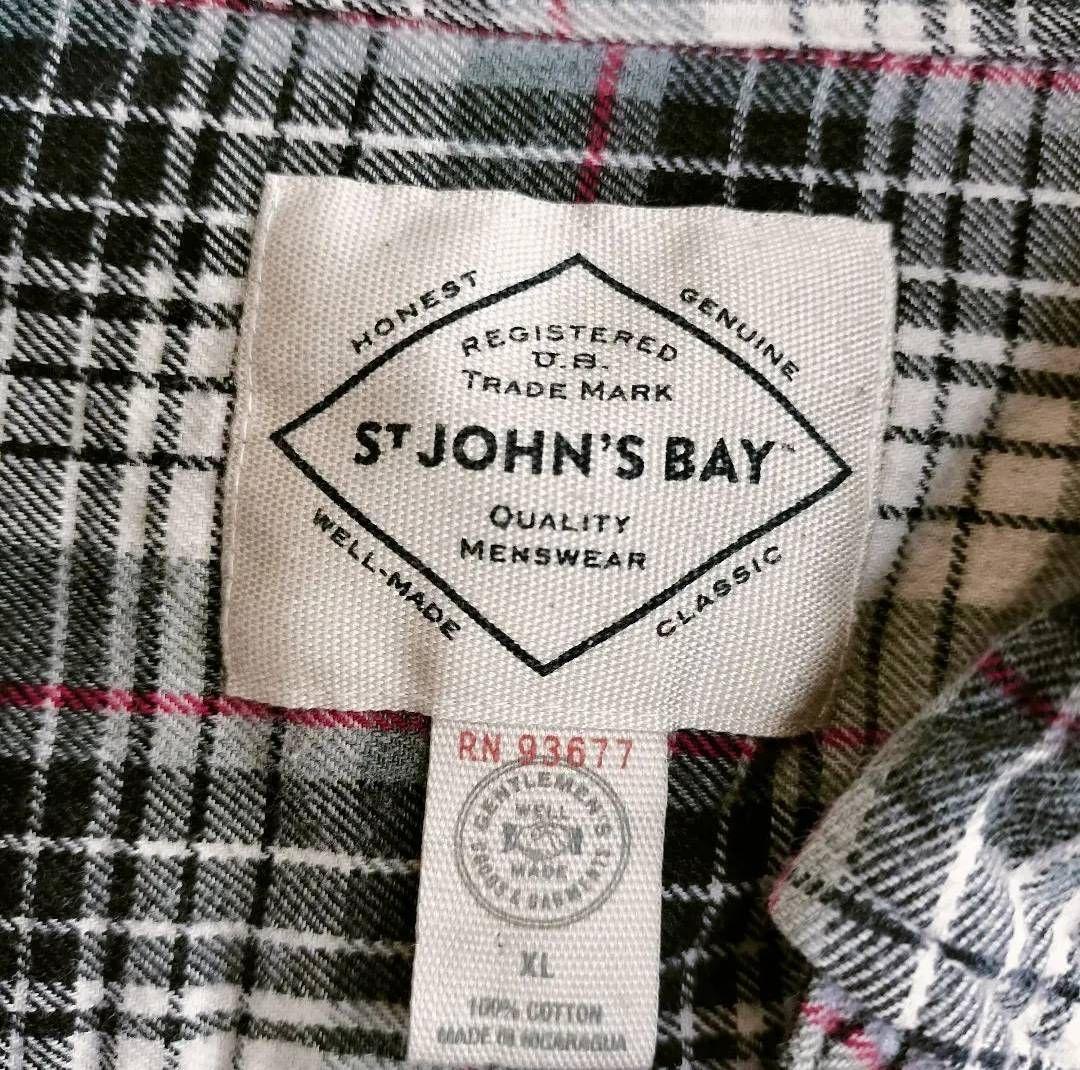 HONEST
GENUINE
REGISTERED
U.S.
TRADE MARK
ST JOHN'S BAY™
QUALITY
MENSWEAR
WELL-MADE
CLASSIC
RN 93677
GENTLEMEN'S
WELL
MADE
XL
100% COTTON
MADE IN NICARAGUA